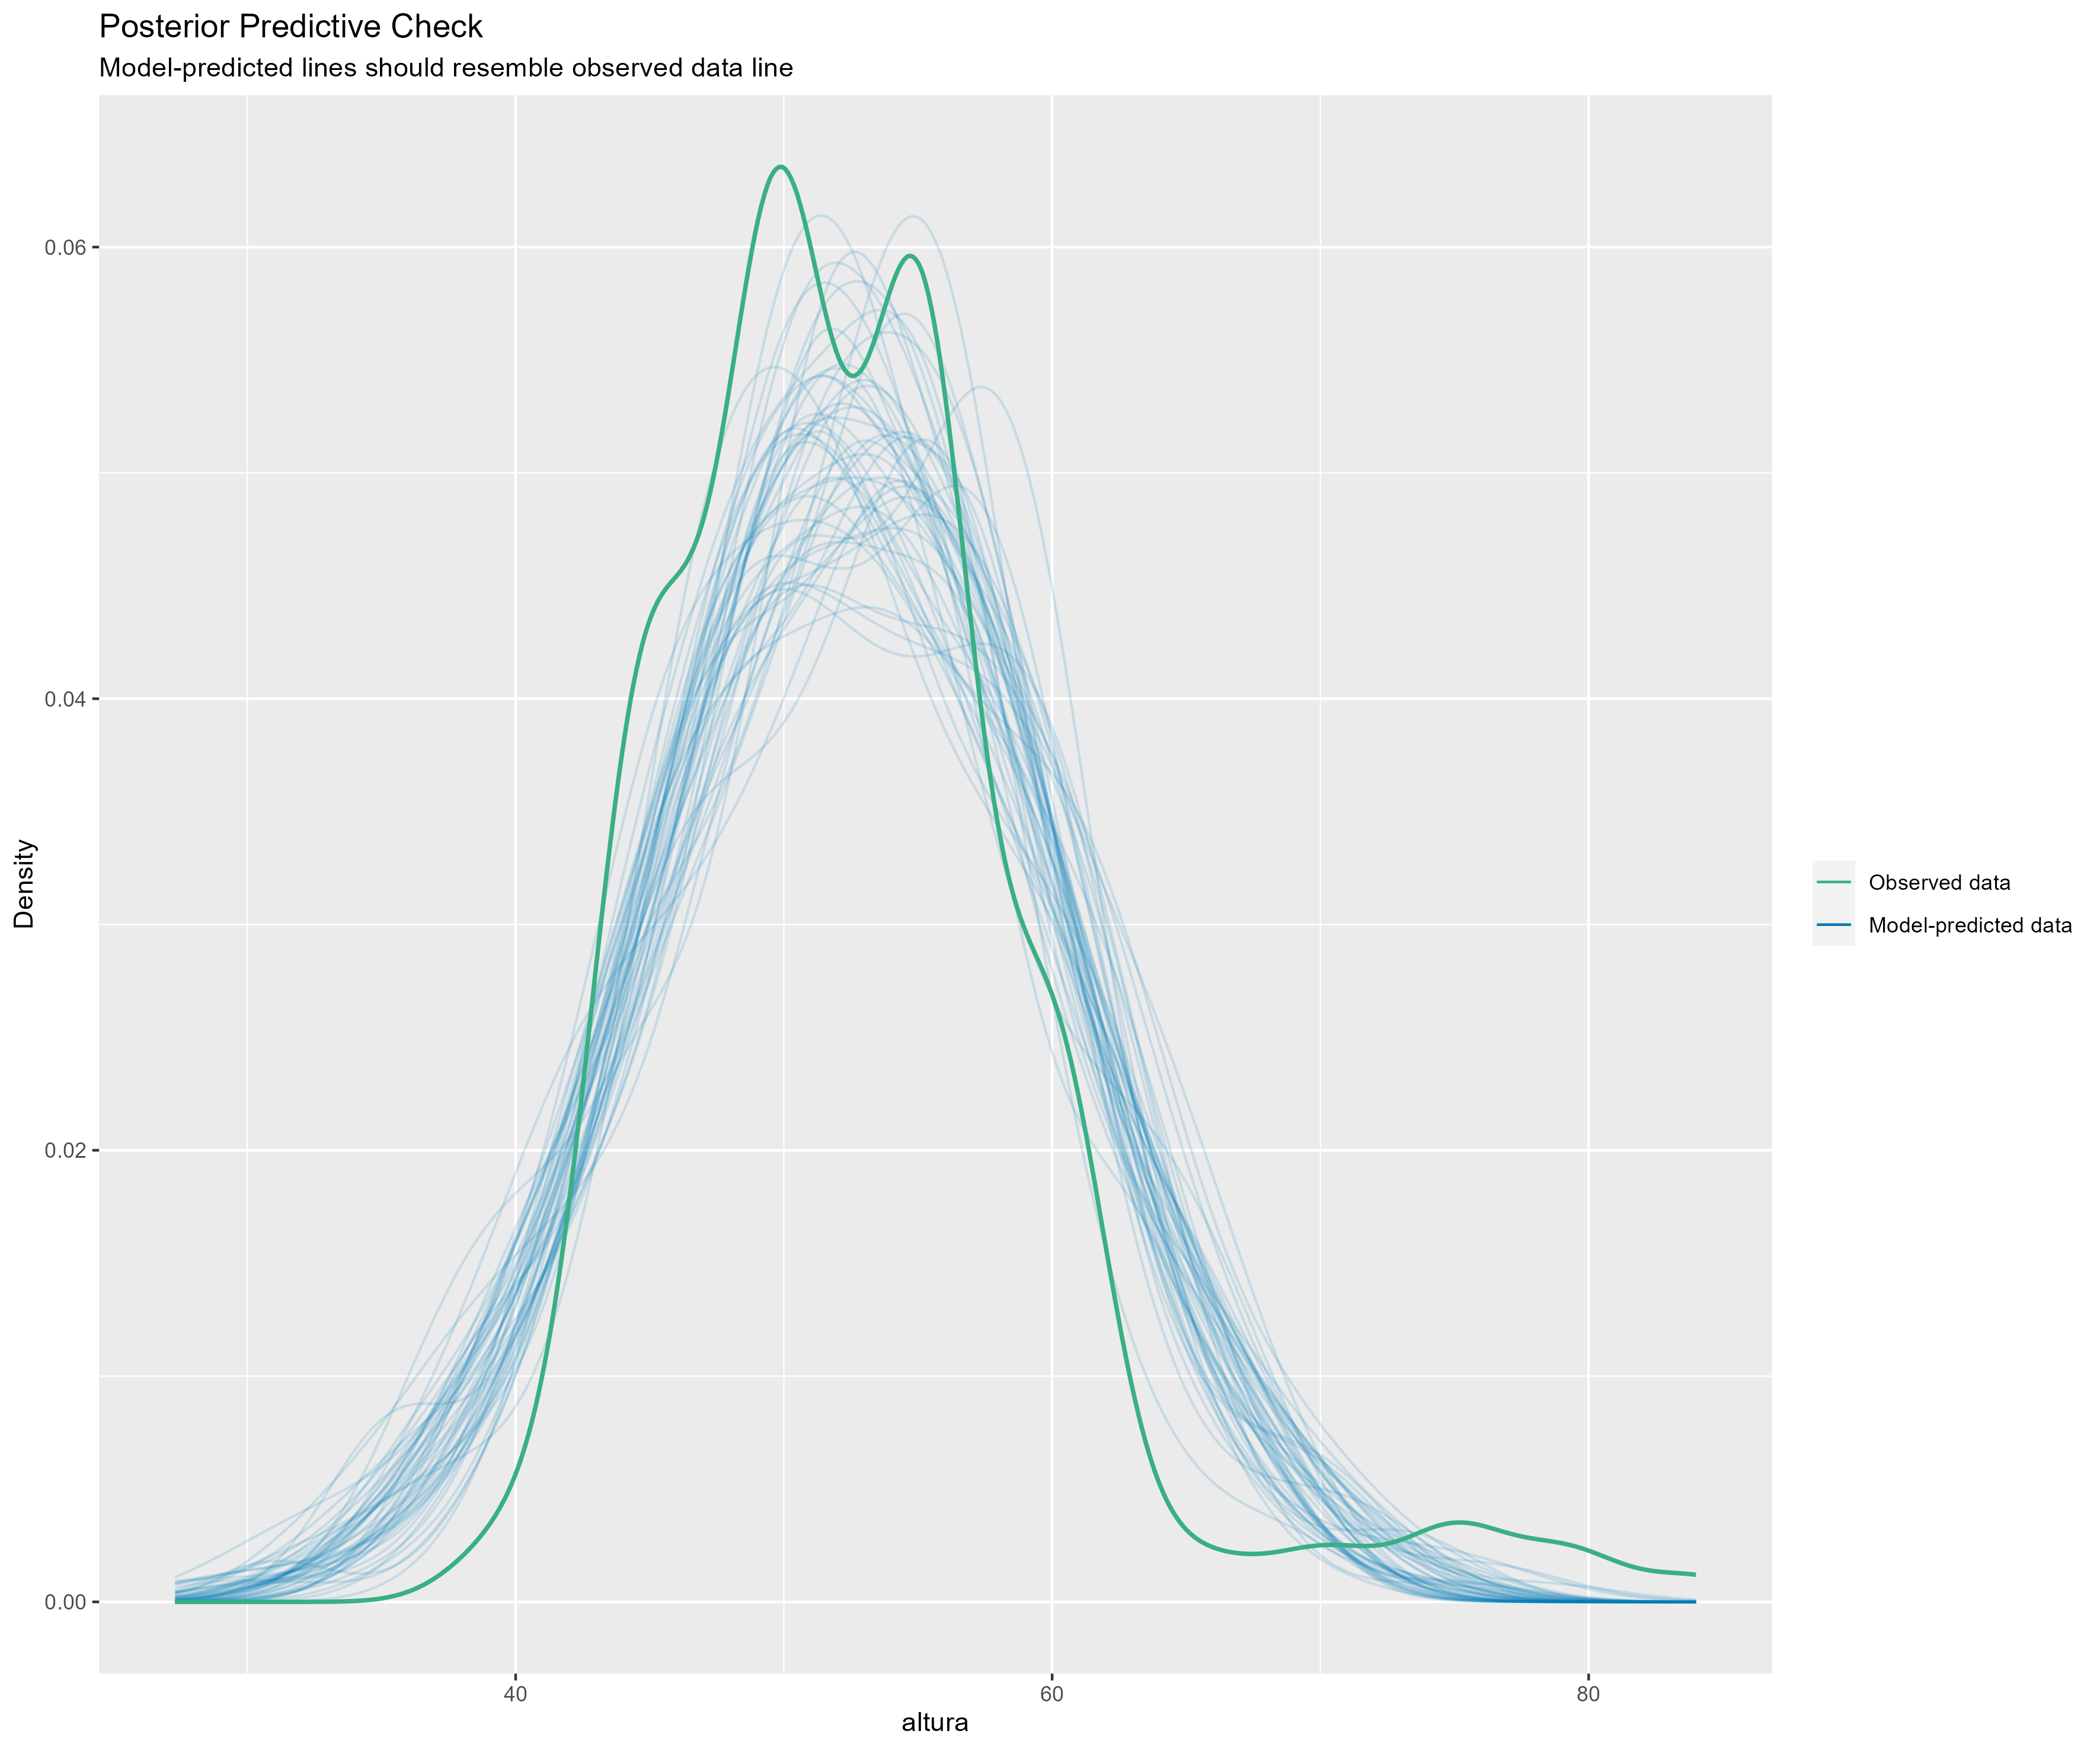 Posterior Predictive Check
Model-predicted lines should resemble observed data line
0.06
0.04
0.02
0.00
Density
40
60
80
altura
Observed data
Model-predicted data